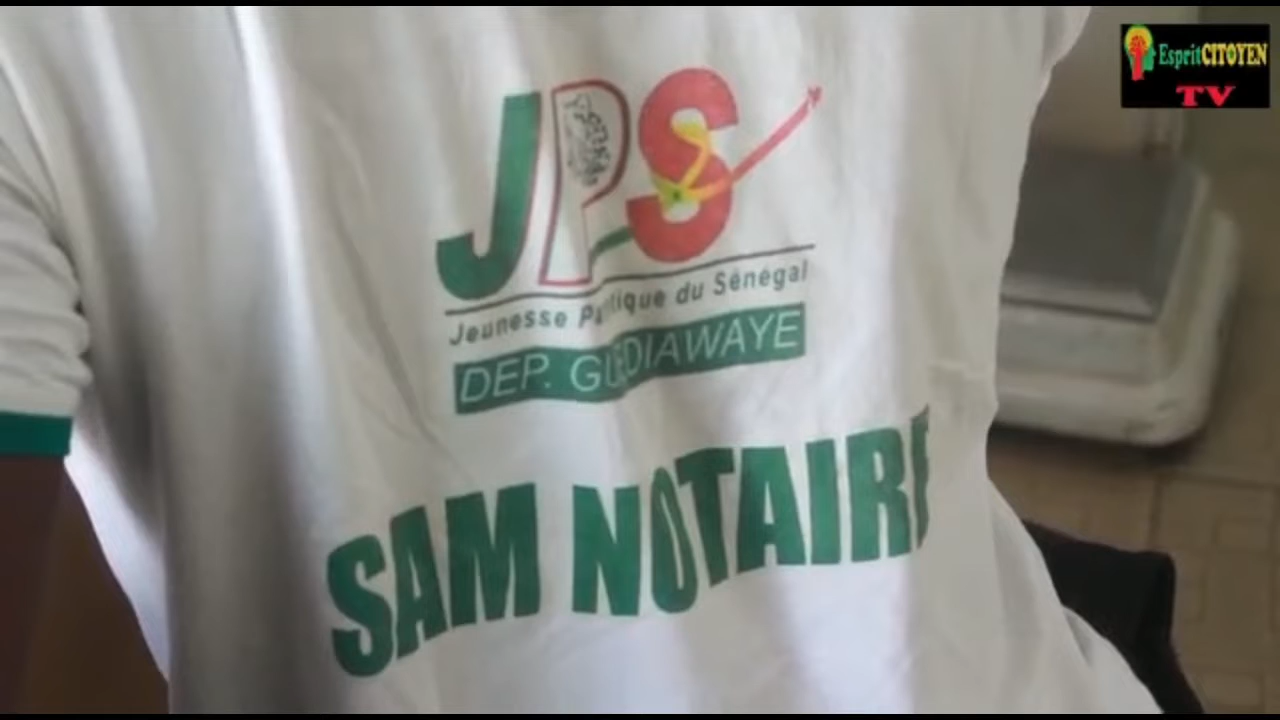 EspritCITOYEN
TV
JPS
Jeunesse du Sénégal
DEP. GUEDIAWAYE
SAM NOTAIRE